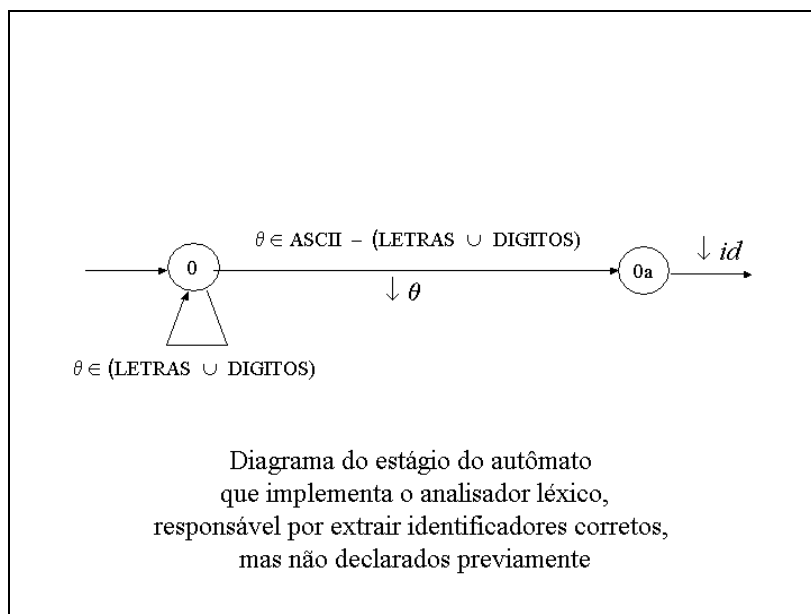 θ ∈ ASCII – (LETRAS ∪ DIGITOS)
↓ id
0
0a
↓ θ
θ ∈ (LETRAS ∪ DIGITOS)
Diagrama do estágio do autômato
que implementa o analisador léxico,
responsável por extrair identificadores corretos,
mas não declarados previamente